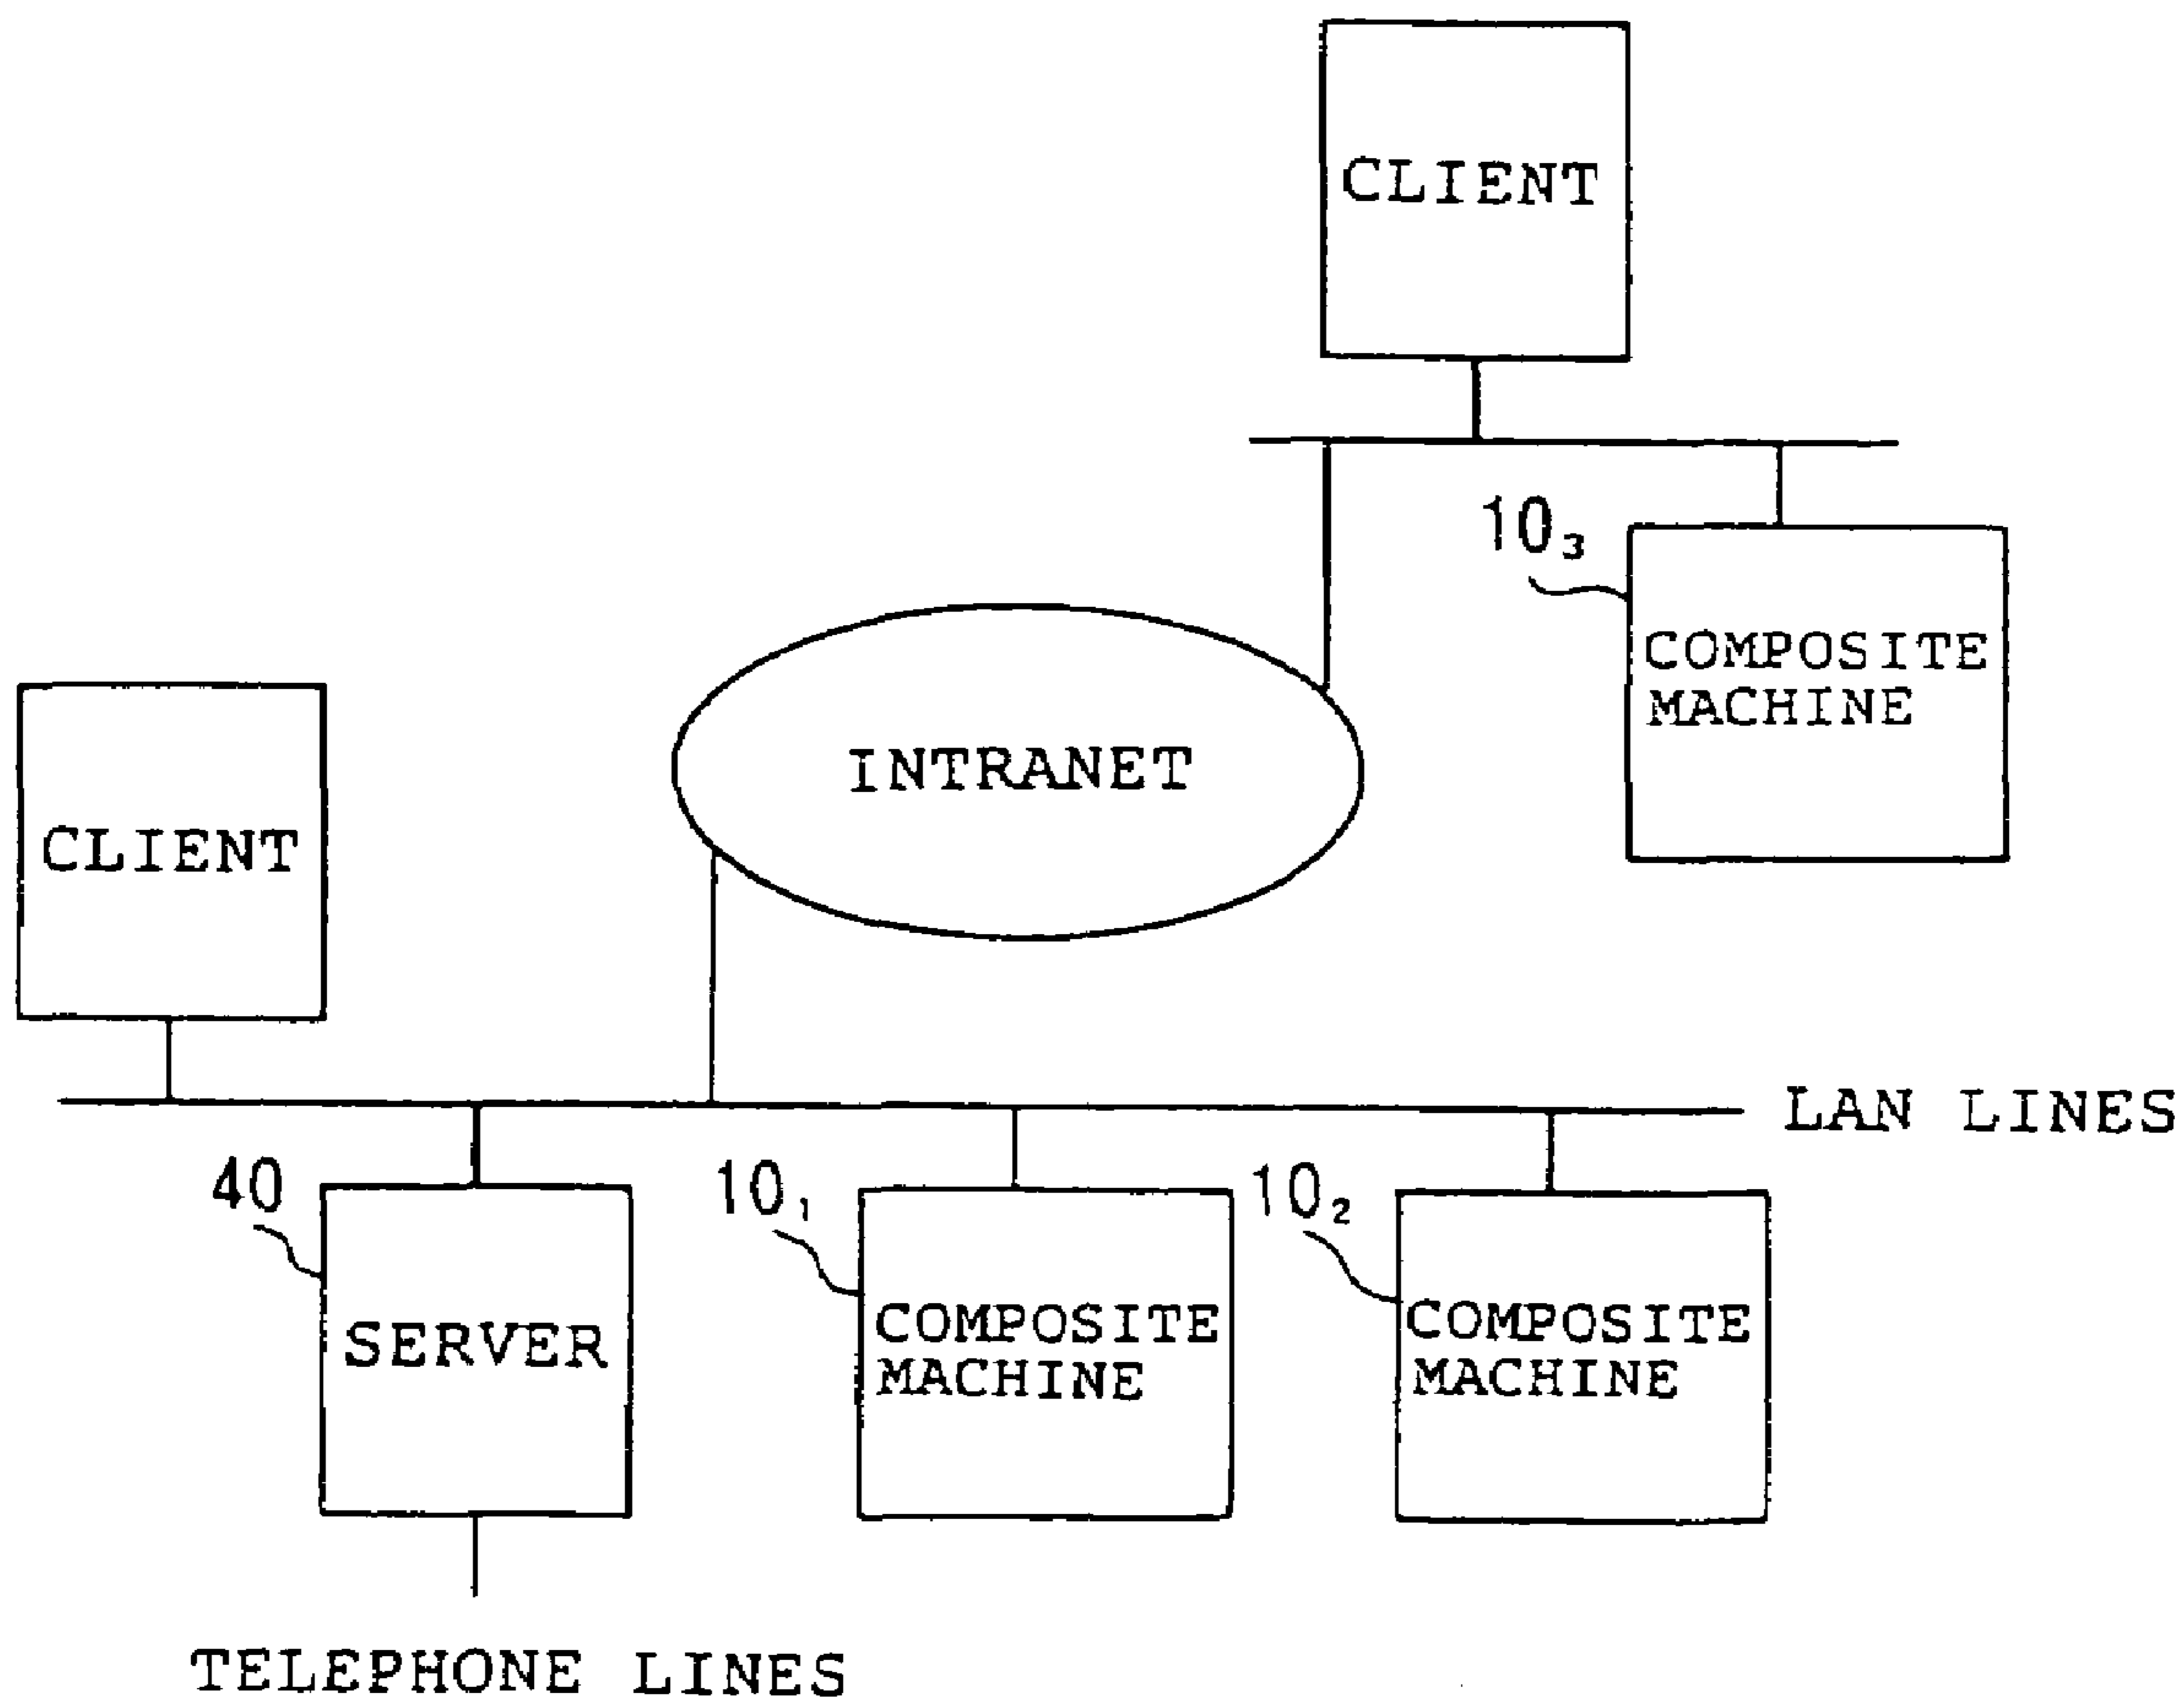 CLIENT
10₃
COMPOSITE
MACHINE
INTRANET
CLIENT
LAN LINES
40
SERVER
10₁
COMPOSITE
MACHINE
10₂
COMPOSITE
MACHINE
TELEPHONE LINES